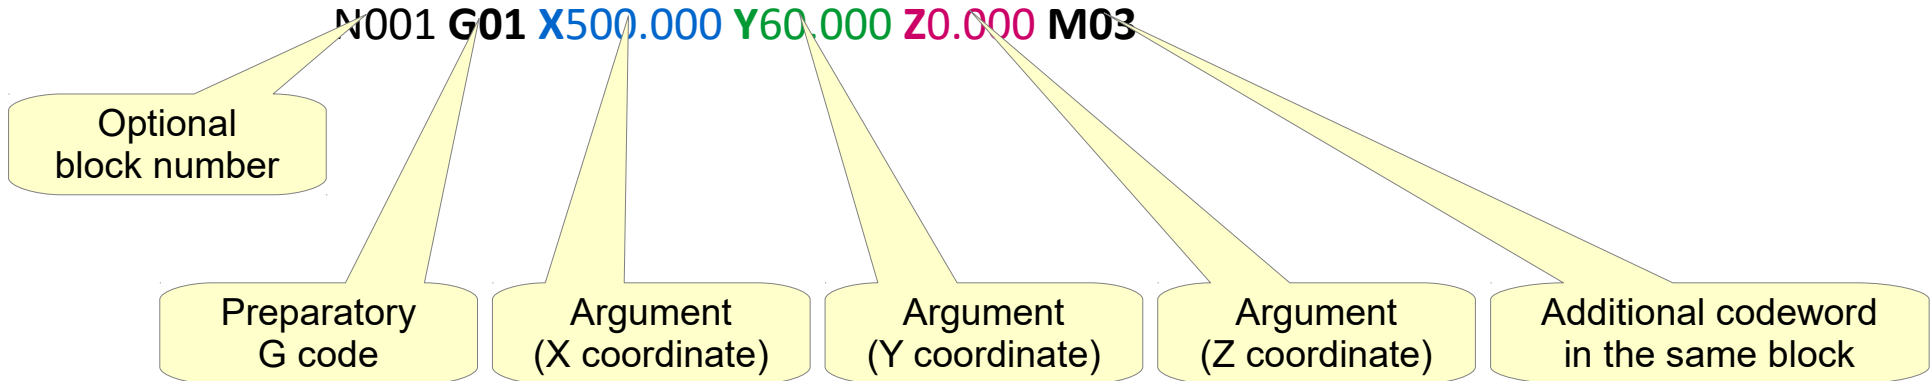 N001 G01 X500.000 Y60.000 Z0.000 M03
Optional
block number
Preparatory
G code
Argument
(X coordinate)
Argument
(Y coordinate)
Argument
(Z coordinate)
Additional codeword
in the same block